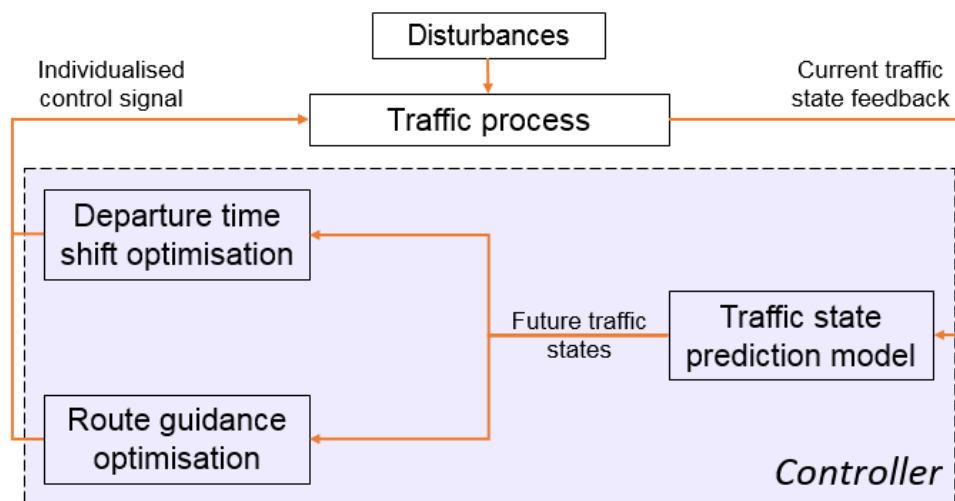 Disturbances
Individualised
control signal
Current traffic
state feedback
Traffic process
Departure time
shift optimisation
Future traffic
states
Traffic state
prediction model
Route guidance
optimisation
Controller